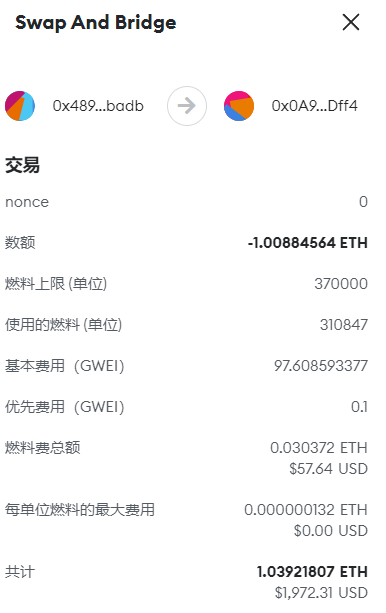 Swap And Bridge
0x489...badb
0x0A9...Dff4
交易
nonce 0
数额 -1.00884564 ETH
燃料上限 (单位) 370000
使用的燃料 (单位) 310847
基本费用（GWEI） 97.608593377
优先费用（GWEI） 0.1
燃料费总额 0.030372 ETH
$57.64 USD
每单位燃料的最大费用 0.000000132 ETH
$0.00 USD
共计 1.03921807 ETH
$1,972.31 USD